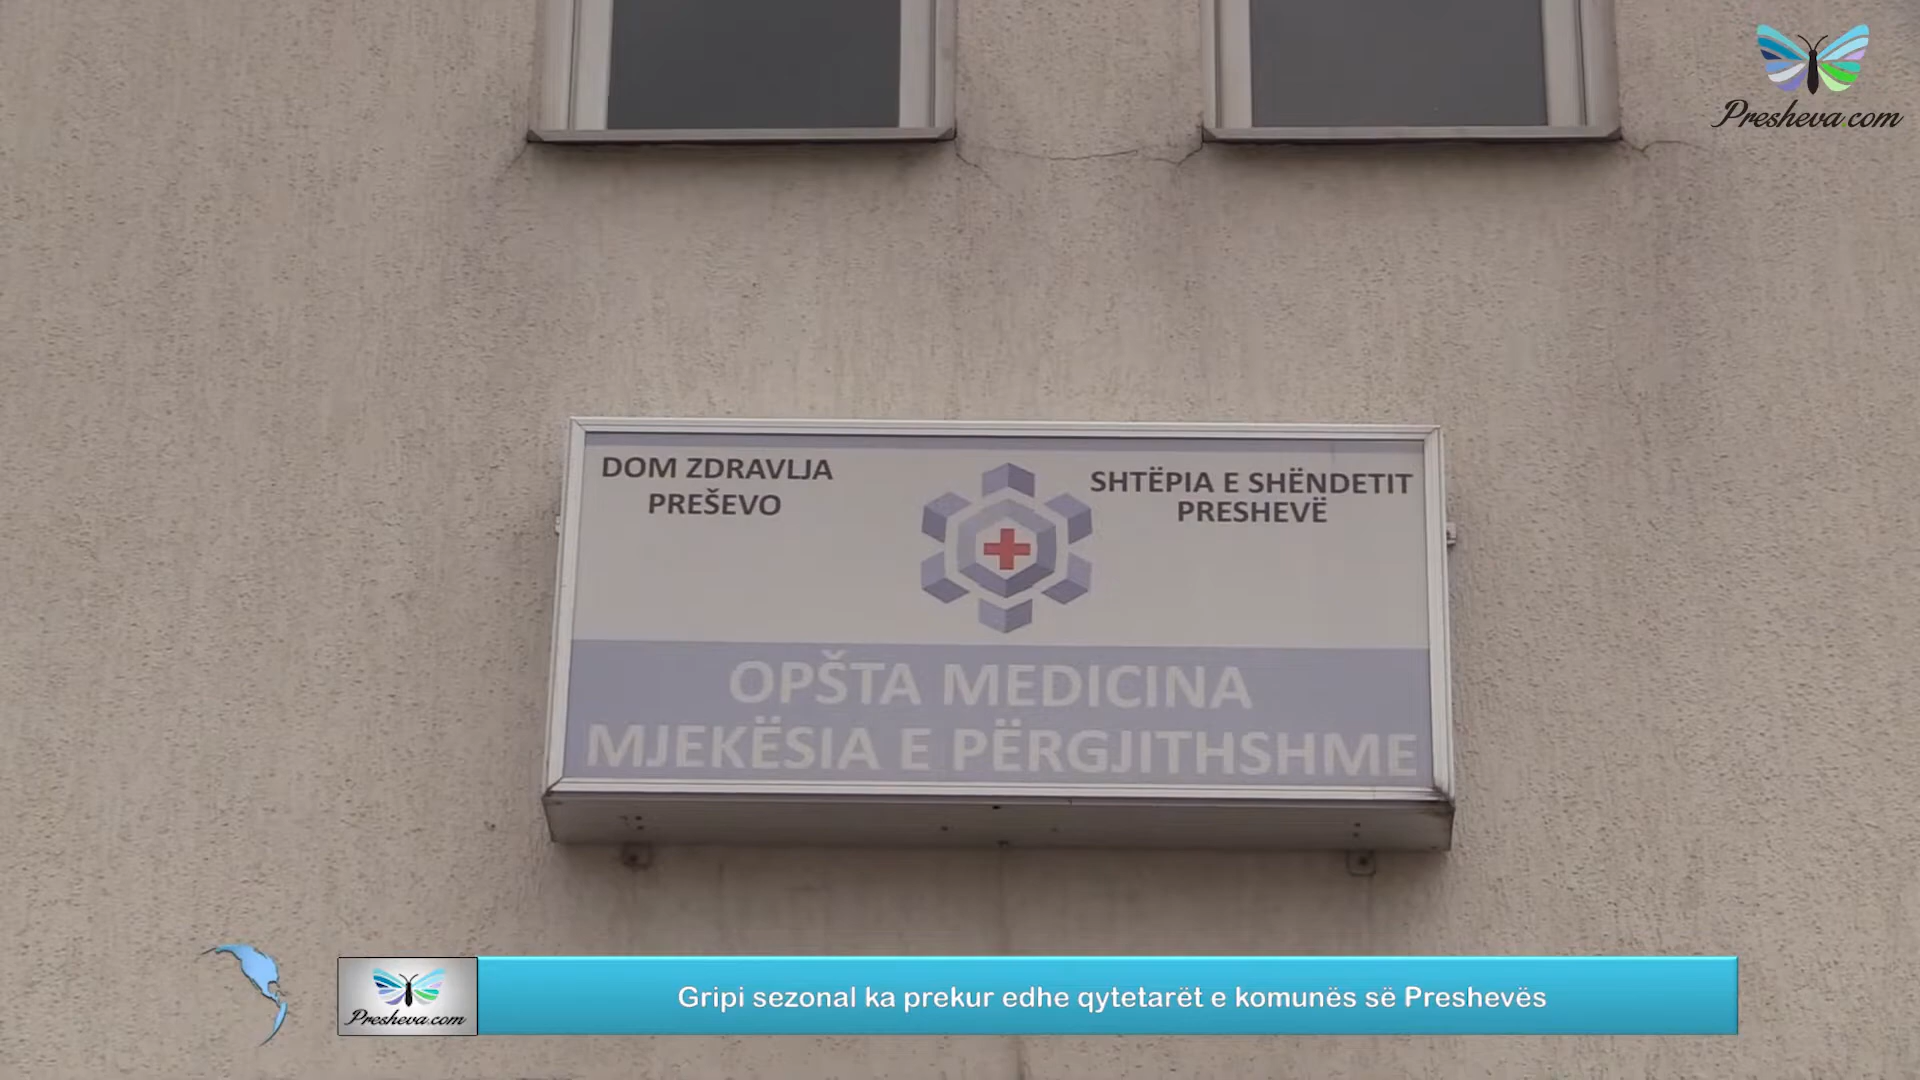 Presheva.com
DOM ZDRAVLJA
PREŠEVO
SHTËPIA E SHËNDETIT
PRESHEVË
OPŠTA MEDICINA
MJEKËSIA E PËRGJITHSHME
Presheva.com
Gripi sezonal ka prekur edhe qytetarët e komunës së Preshevës